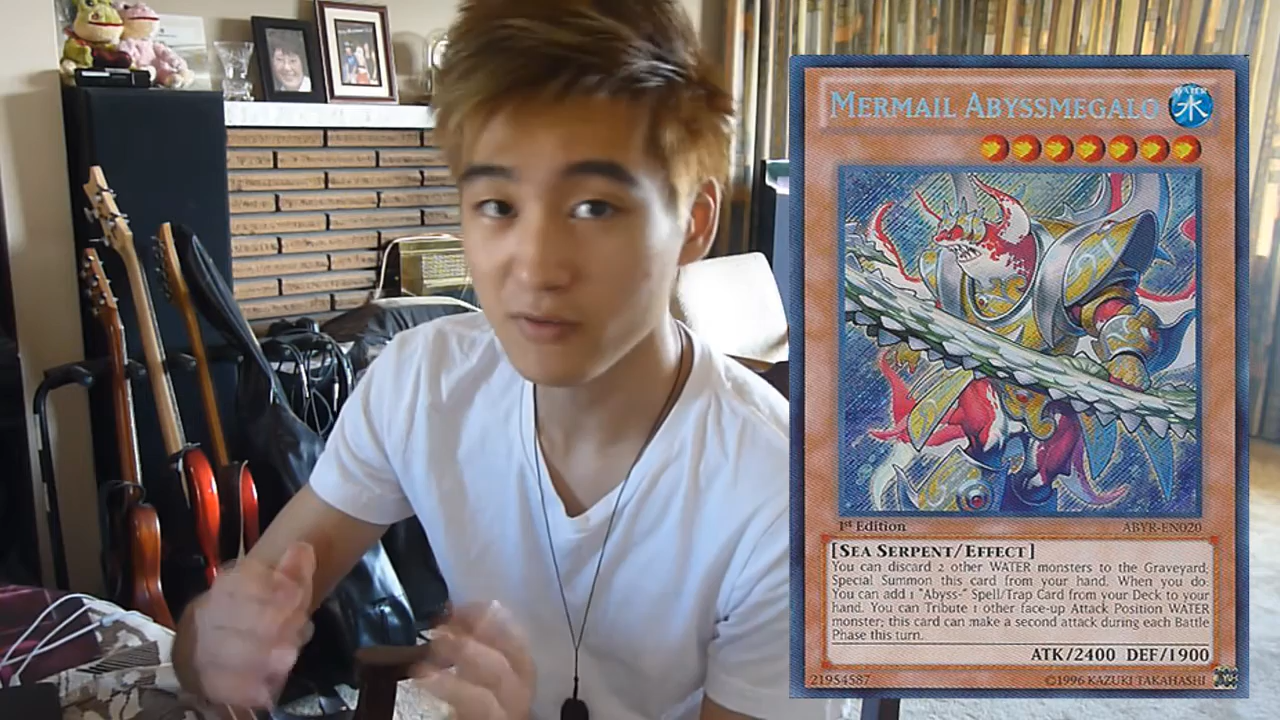 MERMAIL ABYSSMEGALO
WATER
水
1st Edition
ABYR-EN020
[SEA SERPENT/EFFECT]
You can discard 2 other WATER monsters to the Graveyard.
Special Summon this card from your hand. When you do:
You can add 1 "Abyss-" Spell/Trap Card from your Deck to your
hand. You can Tribute 1 other face-up Attack Position WATER
monster; this card can make a second attack during each Battle
Phase this turn.
ATK/2400 DEF/1900
21954587
©1996 KAZUKI TAKAHASHI